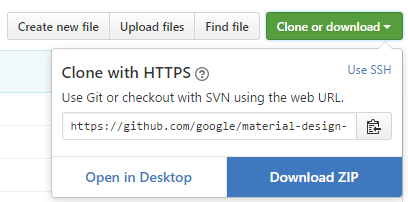 Create new file Upload files Find file Clone or download
Clone with HTTPS Use SSH
Use Git or checkout with SVN using the web URL.
https://github.com/google/material-design-
Open in Desktop Download ZIP